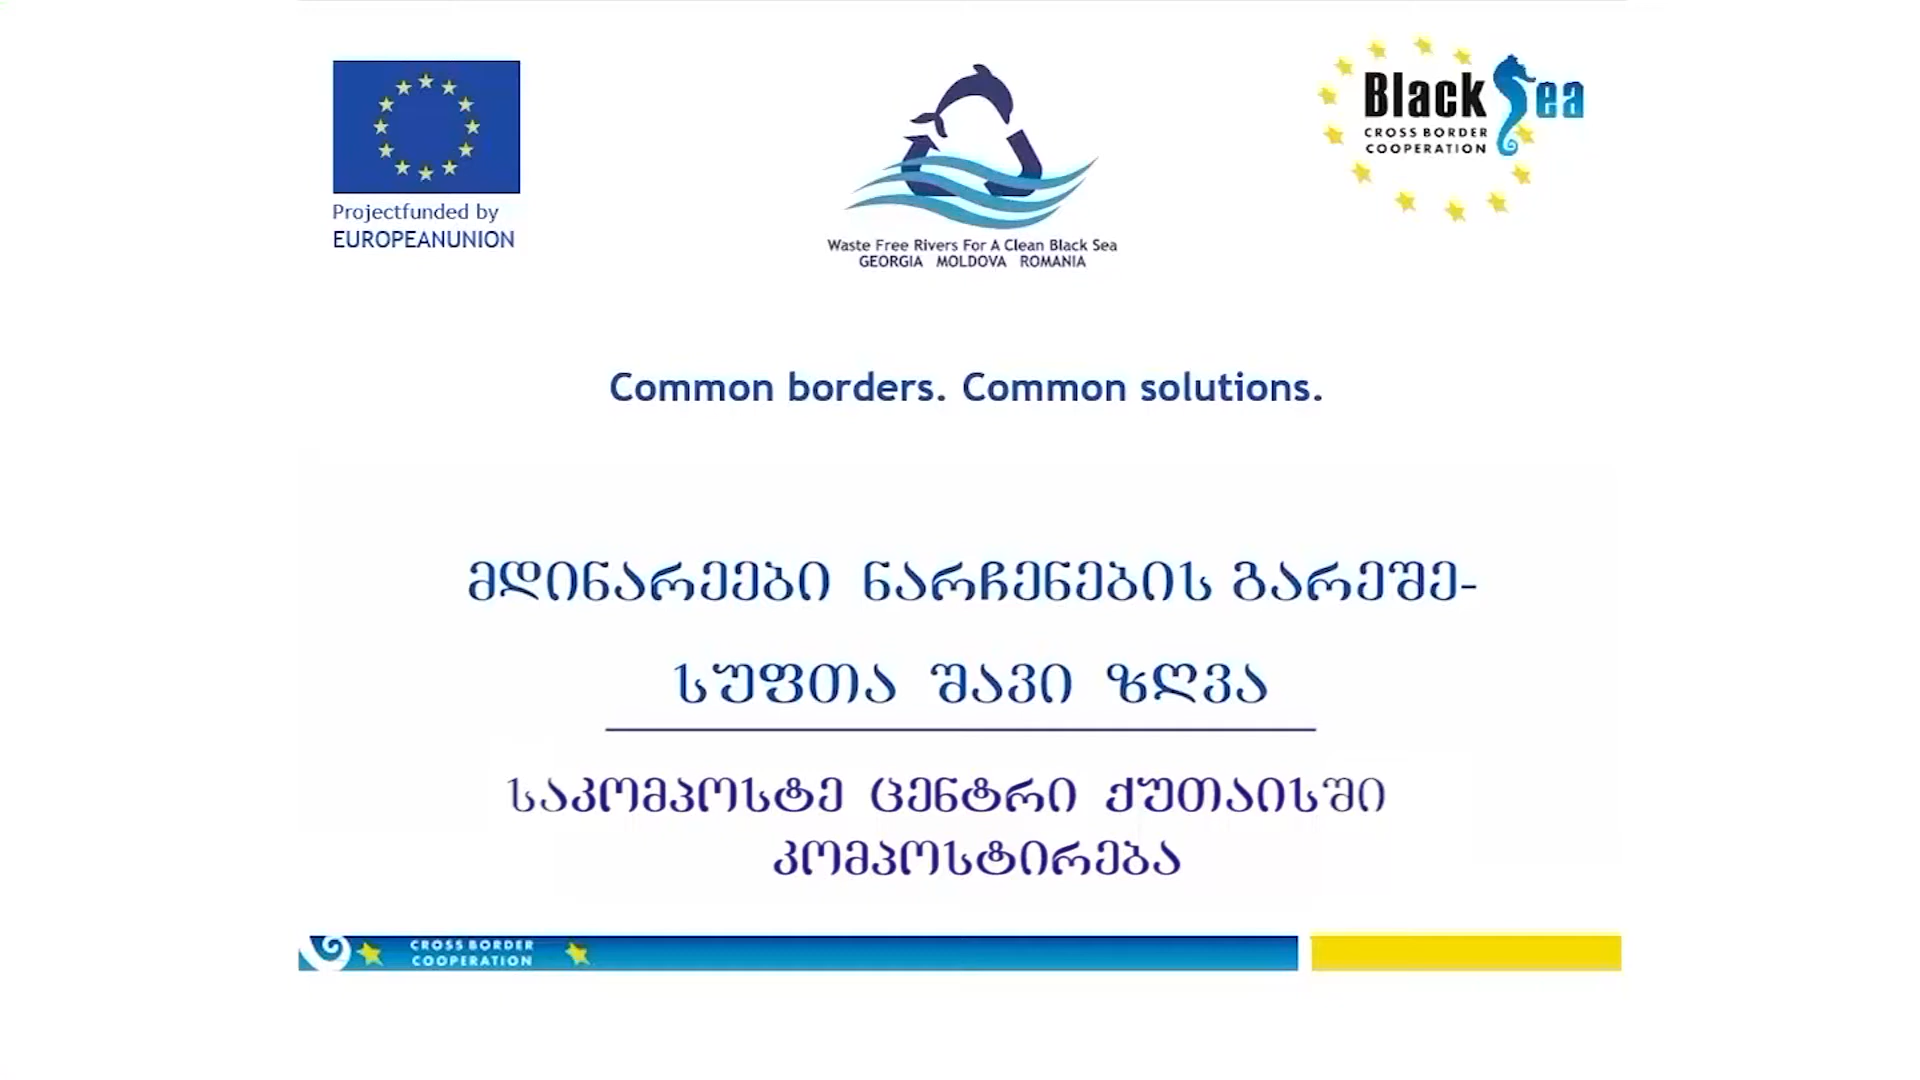 Projectfunded by
EUROPEANUNION
Waste Free Rivers For A Clean Black Sea
GEORGIA MOLDOVA ROMANIA
Black Sea
CROSS BORDER
COOPERATION
Common borders. Common solutions.
მდინარეები ნარჩენების გარეშე-
სუფთა შავი ზღვა
საკომპოსტე ცენტრი ქუთაისში
კომპოსტირება
CROSS BORDER
COOPERATION